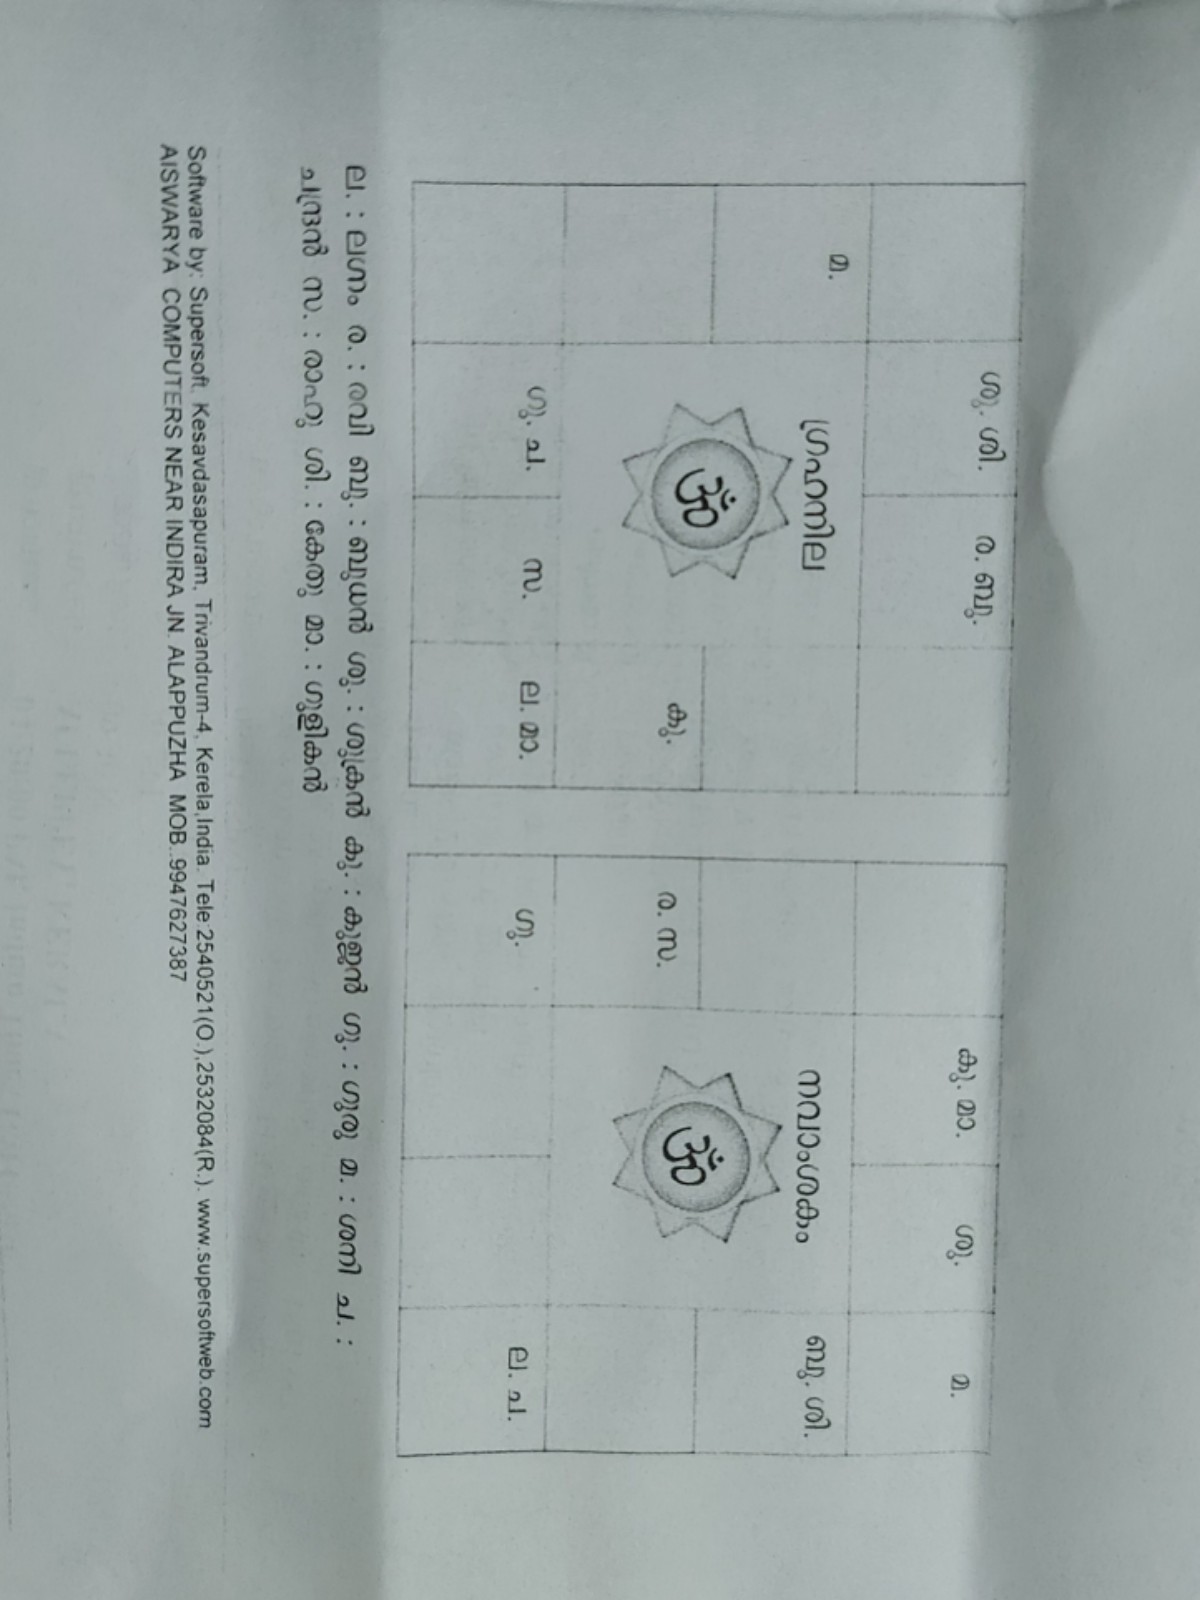 ശു. ശി. ര. ബു.
മ. ഗ്രഹനില
ॐ
കു.
ഗു. ച. സ. ല. മാ.
കു. മാ. ശു. മ.
നവാംശകം ബു. ശി.
ॐ
ര. സ.
ഗു. ല. ച.
ല. : ലഗ്നം ര. : രവി ബു. : ബുധൻ ശു. : ശുക്രൻ കു. : കുജൻ ഗു. : ഗുരു മ. : ശനി ച. :
ചന്ദ്രൻ സ. : രാഹു ശി. : കേതു മാ. : ഗുളികൻ
Software by: Supersoft. Kesavdasapuram, Trivandrum-4, Kerela,India. Tele:2540521(O.),2532084(R.). www.supersoftweb.com
AISWARYA COMPUTERS NEAR INDIRA JN. ALAPPUZHA MOB..9947627387